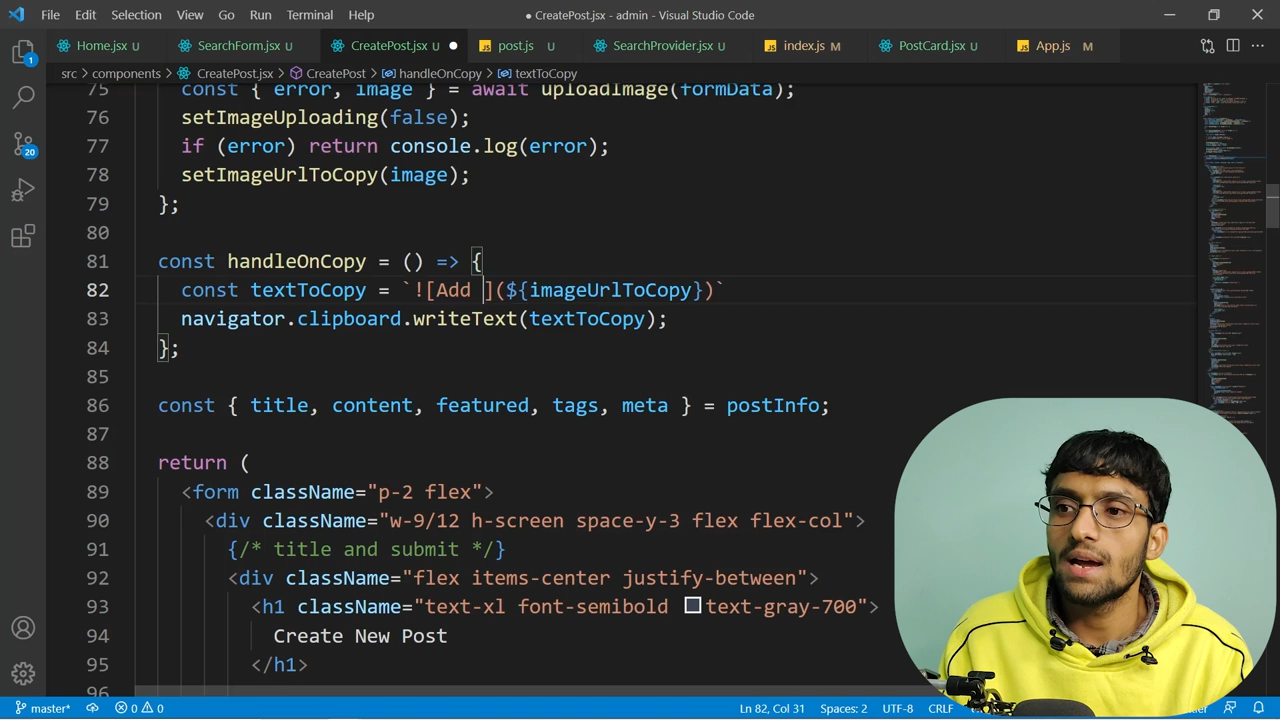 File Edit Selection View Go Run Terminal Help
● CreatePost.jsx - admin - Visual Studio Code
Home.jsx U SearchForm.jsx U CreatePost.jsx U post.js U SearchProvider.jsx U index.js M PostCard.jsx U App.js M
src > components > CreatePost.jsx > CreatePost > handleOnCopy > textToCopy
75 const { error, image } = await uploadImage(formData);
76 setImageUploading(false);
77 if (error) return console.log(error);
78 setImageUrlToCopy(image);
79 };
80
81 const handleOnCopy = () => {
82 const textToCopy = `![Add ](${imageUrlToCopy})`
83 navigator.clipboard.writeText(textToCopy);
84 };
85
86 const { title, content, featured, tags, meta } = postInfo;
87
88 return (
89 <form className="p-2 flex">
90 <div className="w-9/12 h-screen space-y-3 flex flex-col">
91 {/* title and submit */}
92 <div className="flex items-center justify-between">
93 <h1 className="text-xl font-semibold text-gray-700">
94 Create New Post
95 </h1>
96
1
20
master* 0 0 Ln 82, Col 31 Spaces: 2 UTF-8 CRLF